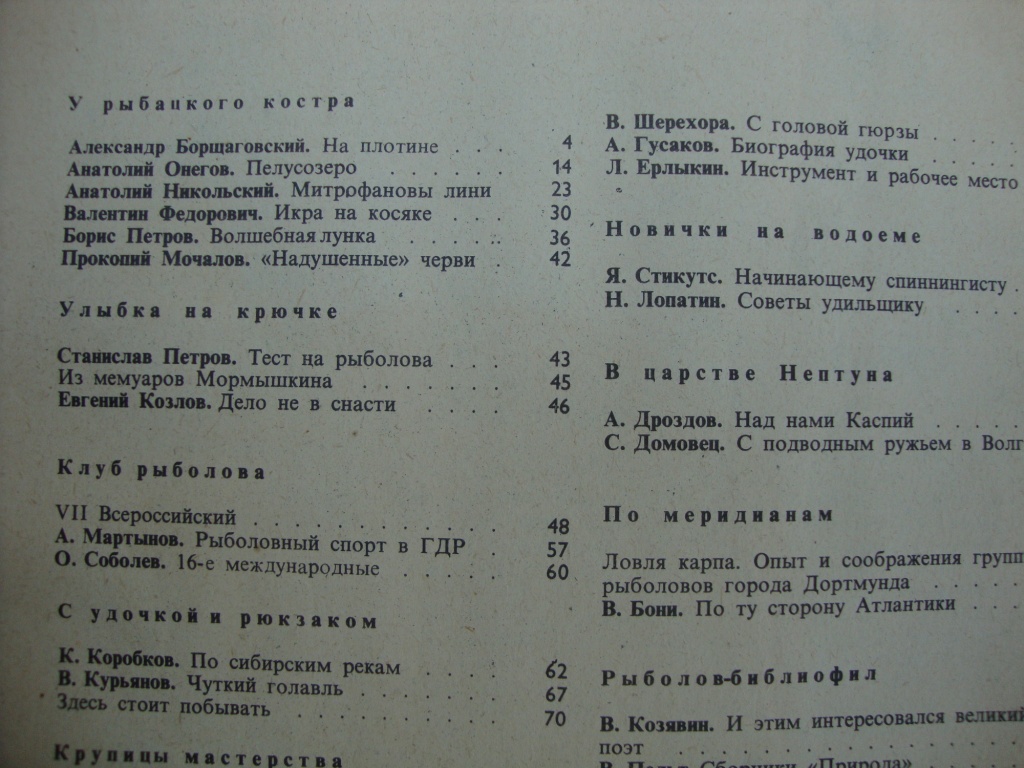 У рыбацкого костра
Александр Борщаговский. На плотине . . . 4
Анатолий Онегов. Пелусозеро . . . . . . 14
Анатолий Никольский. Митрофановы лини 23
Валентин Федорович. Икра на косяке . . . 30
Борис Петров. Волшебная лунка . . . . . 36
Прокопий Мочалов. «Надушенные» черви . 42
Улыбка на крючке
Станислав Петров. Тест на рыболова . . . 43
Из мемуаров Мормышкина . . . . . . . 45
Евгений Козлов. Дело не в снасти . . . . 46
Клуб рыболова
VII Всероссийский . . . . . . . . . . . . 48
А. Мартынов. Рыболовный спорт в ГДР . 57
О. Соболев. 16-е международные . . . . . 60
С удочкой и рюкзаком
К. Коробков. По сибирским рекам . . . . 62
В. Курьянов. Чуткий голавль . . . . . . . 67
Здесь стоит побывать . . . . . . . . . . 70
Крупицы мастерства
В. Шерехора. С головой гюрзы . . . .
А. Гусаков. Биография удочки . . . .
Л. Ерлыкин. Инструмент и рабочее место
Новички на водоеме
Я. Стикутс. Начинающему спиннингисту .
Н. Лопатин. Советы удильщику . . . .
В царстве Нептуна
А. Дроздов. Над нами Каспий . . . .
С. Домовец. С подводным ружьем в Волг
По меридианам
Ловля карпа. Опыт и соображения групп
рыболовов города Дортмунда . . . . .
В. Бони. По ту сторону Атлантики . . .
Рыболов-библиофил
В. Козявин. И этим интересовался великий
поэт . . . . . . . . . . . . . . .
Сборники «Природа» . . . .